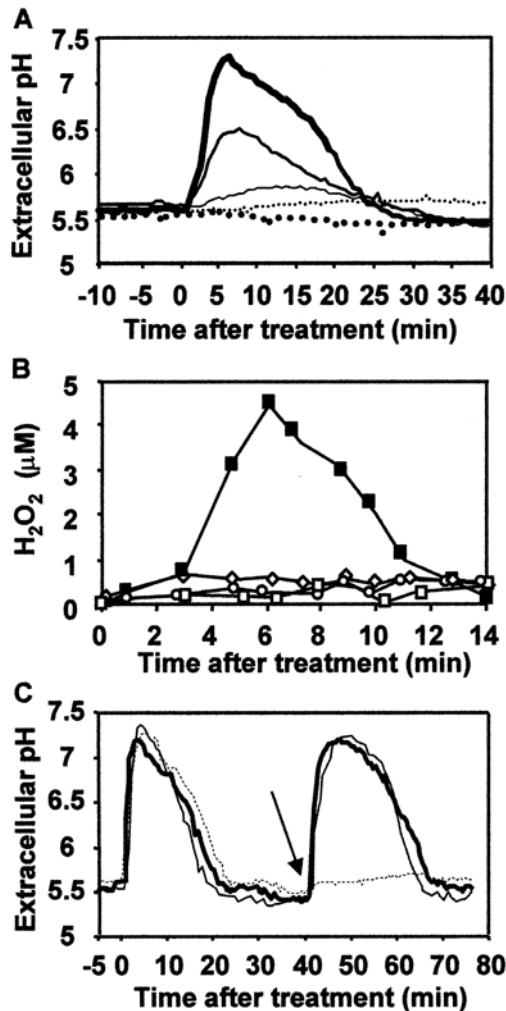 A
Extracellular pH
7.5
7
6.5
6
5.5
5
-10 -5 0 5 10 15 20 25 30 35 40
Time after treatment (min)
B
H2O2 (μM)
5
4
3
2
1
0
0 2 4 6 8 10 12 14
Time after treatment (min)
C
Extracellular pH
7.5
7
6.5
6
5.5
5
-5 0 10 20 30 40 50 60 70 80
Time after treatment (min)